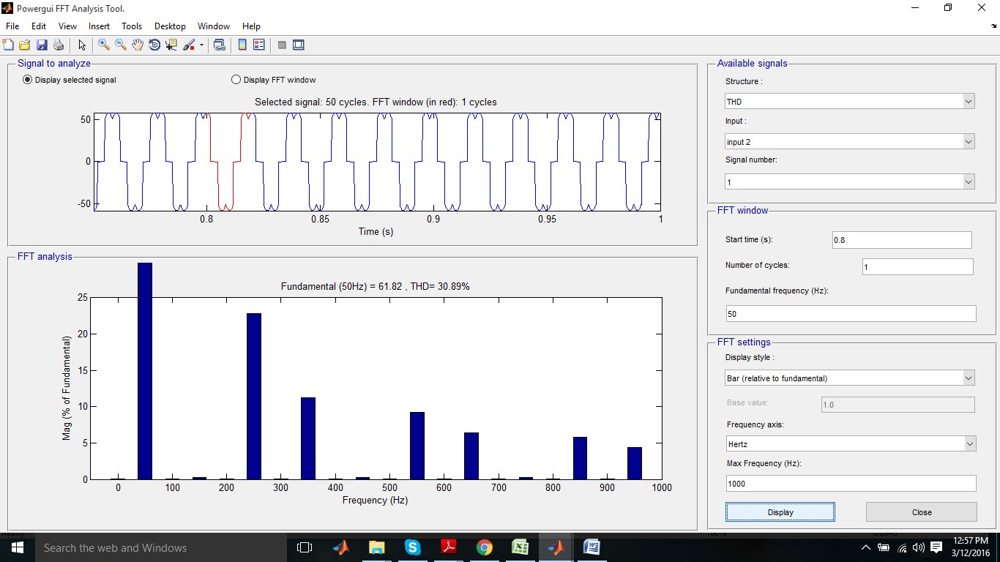 Powergui FFT Analysis Tool.
File Edit View Insert Tools Desktop Window Help
Signal to analyze
Display selected signal Display FFT window
Selected signal: 50 cycles. FFT window (in red): 1 cycles
50
0
-50
0.8 0.85 0.9 0.95 1
Time (s)
FFT analysis
Fundamental (50Hz) = 61.82 , THD= 30.89%
Mag (% of Fundamental)
25
20
15
10
5
0
0 100 200 300 400 500 600 700 800 900 1000
Frequency (Hz)
Available signals
Structure :
THD
Input :
input 2
Signal number:
1
FFT window
Start time (s):
0.8
Number of cycles:
1
Fundamental frequency (Hz):
50
FFT settings
Display style :
Bar (relative to fundamental)
Base value:
1.0
Frequency axis:
Hertz
Max Frequency (Hz):
1000
Display Close
Ready
Search the web and Windows
12:57 PM
3/12/2016